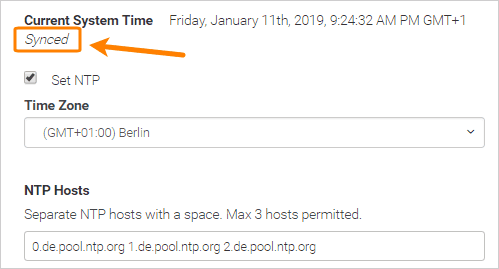 Current System Time Friday, January 11th, 2019, 9:24:32 AM PM GMT+1
Synced
Set NTP
Time Zone
(GMT+01:00) Berlin
NTP Hosts
Separate NTP hosts with a space. Max 3 hosts permitted.
0.de.pool.ntp.org 1.de.pool.ntp.org 2.de.pool.ntp.org